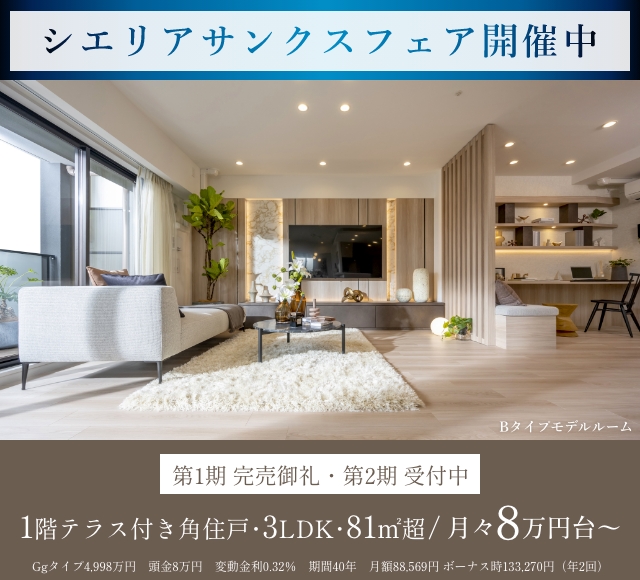 シエリアサンクスフェア開催中
Bタイプモデルルーム
第1期 完売御礼・第2期 受付中
1階テラス付き角住戸・3LDK・81㎡超/月々8万円台～
Ggタイプ4,998万円　頭金8万円　変動金利0.32%　期間40年　月額88,569円 ボーナス時133,270円（年2回）